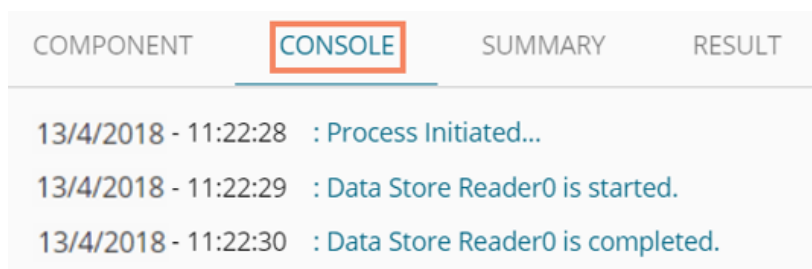 COMPONENT CONSOLE SUMMARY RESULT
13/4/2018 - 11:22:28 : Process Initiated...
13/4/2018 - 11:22:29 : Data Store Reader0 is started.
13/4/2018 - 11:22:30 : Data Store Reader0 is completed.